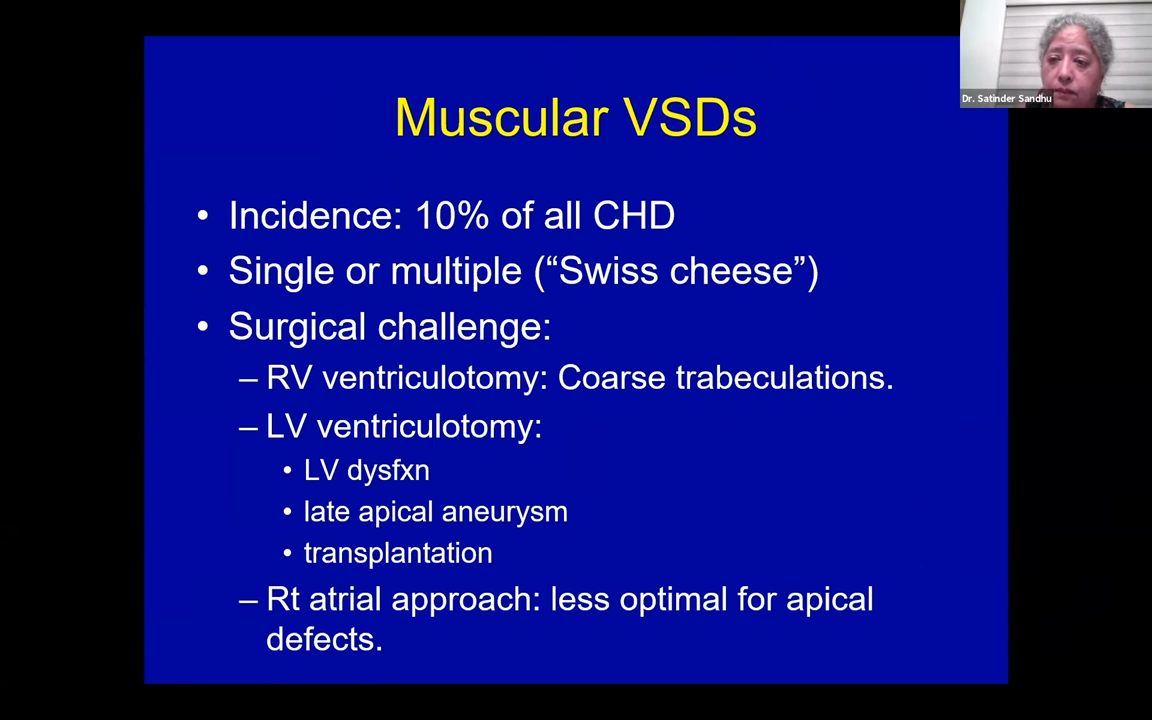 Dr. Satinder Sandhu
Muscular VSDs
• Incidence: 10% of all CHD
• Single or multiple (“Swiss cheese”)
• Surgical challenge:
– RV ventriculotomy: Coarse trabeculations.
– LV ventriculotomy:
• LV dysfxn
• late apical aneurysm
• transplantation
– Rt atrial approach: less optimal for apical
defects.